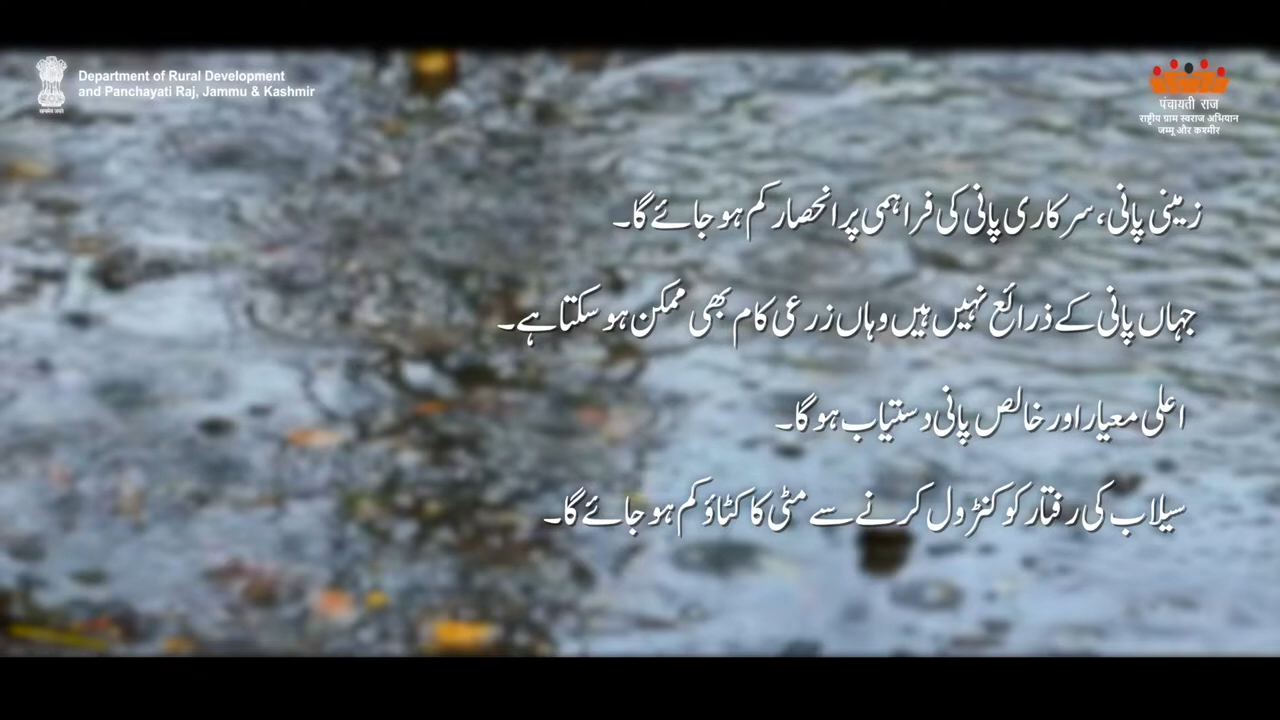 Department of Rural Development
and Panchayati Raj, Jammu & Kashmir
सत्यमेव जयते
पंचायती राज
राष्ट्रीय ग्राम स्वराज अभियान
जम्मू और कश्मीर
زمینی پانی، سرکاری پانی کی فراہمی پر انحصار کم ہو جائے گا۔
جہاں پانی کے ذرائع نہیں ہیں وہاں زرعی کام بھی ممکن ہو سکتا ہے۔
اعلی معیار اور خالص پانی دستیاب ہو گا۔
سیلاب کی رفتار کو کنٹرول کرنے سے مٹی کا کٹاؤ کم ہو جائے گا۔